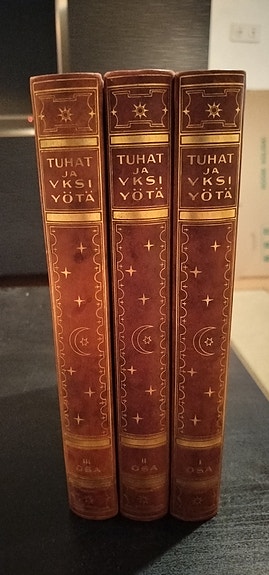 TUHAT
JA
YKSI
YÖTÄ
III
OSA
TUHAT
JA
YKSI
YÖTÄ
II
OSA
TUHAT
JA
YKSI
YÖTÄ
I
OSA